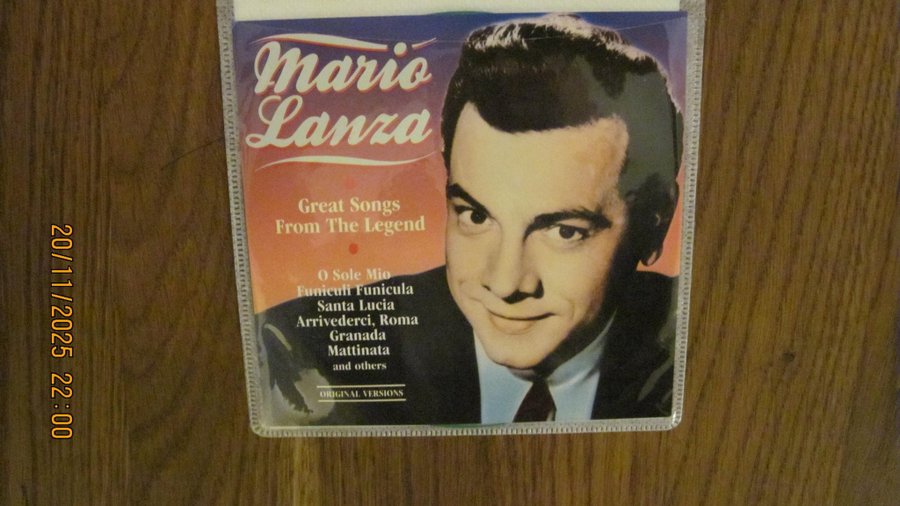 Mario
Lanza
Great Songs
From The Legend
O Sole Mio
Funiculi Funicula
Santa Lucia
Arrivederci, Roma
Granada
Mattinata
and others
ORIGINAL VERSIONS
20/11/2025 22:00